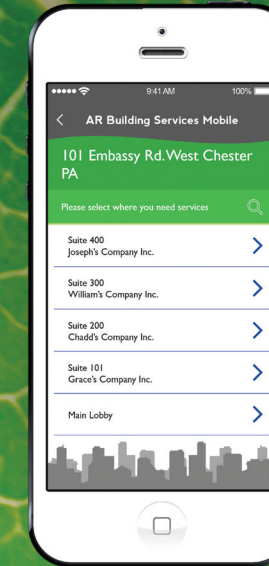 9:41 AM
100%
AR Building Services Mobile
101 Embassy Rd. West Chester
PA
Please select where you need services
Suite 400
Joseph's Company Inc.
Suite 300
William's Company Inc.
Suite 200
Chadd's Company Inc.
Suite 101
Grace's Company Inc.
Main Lobby